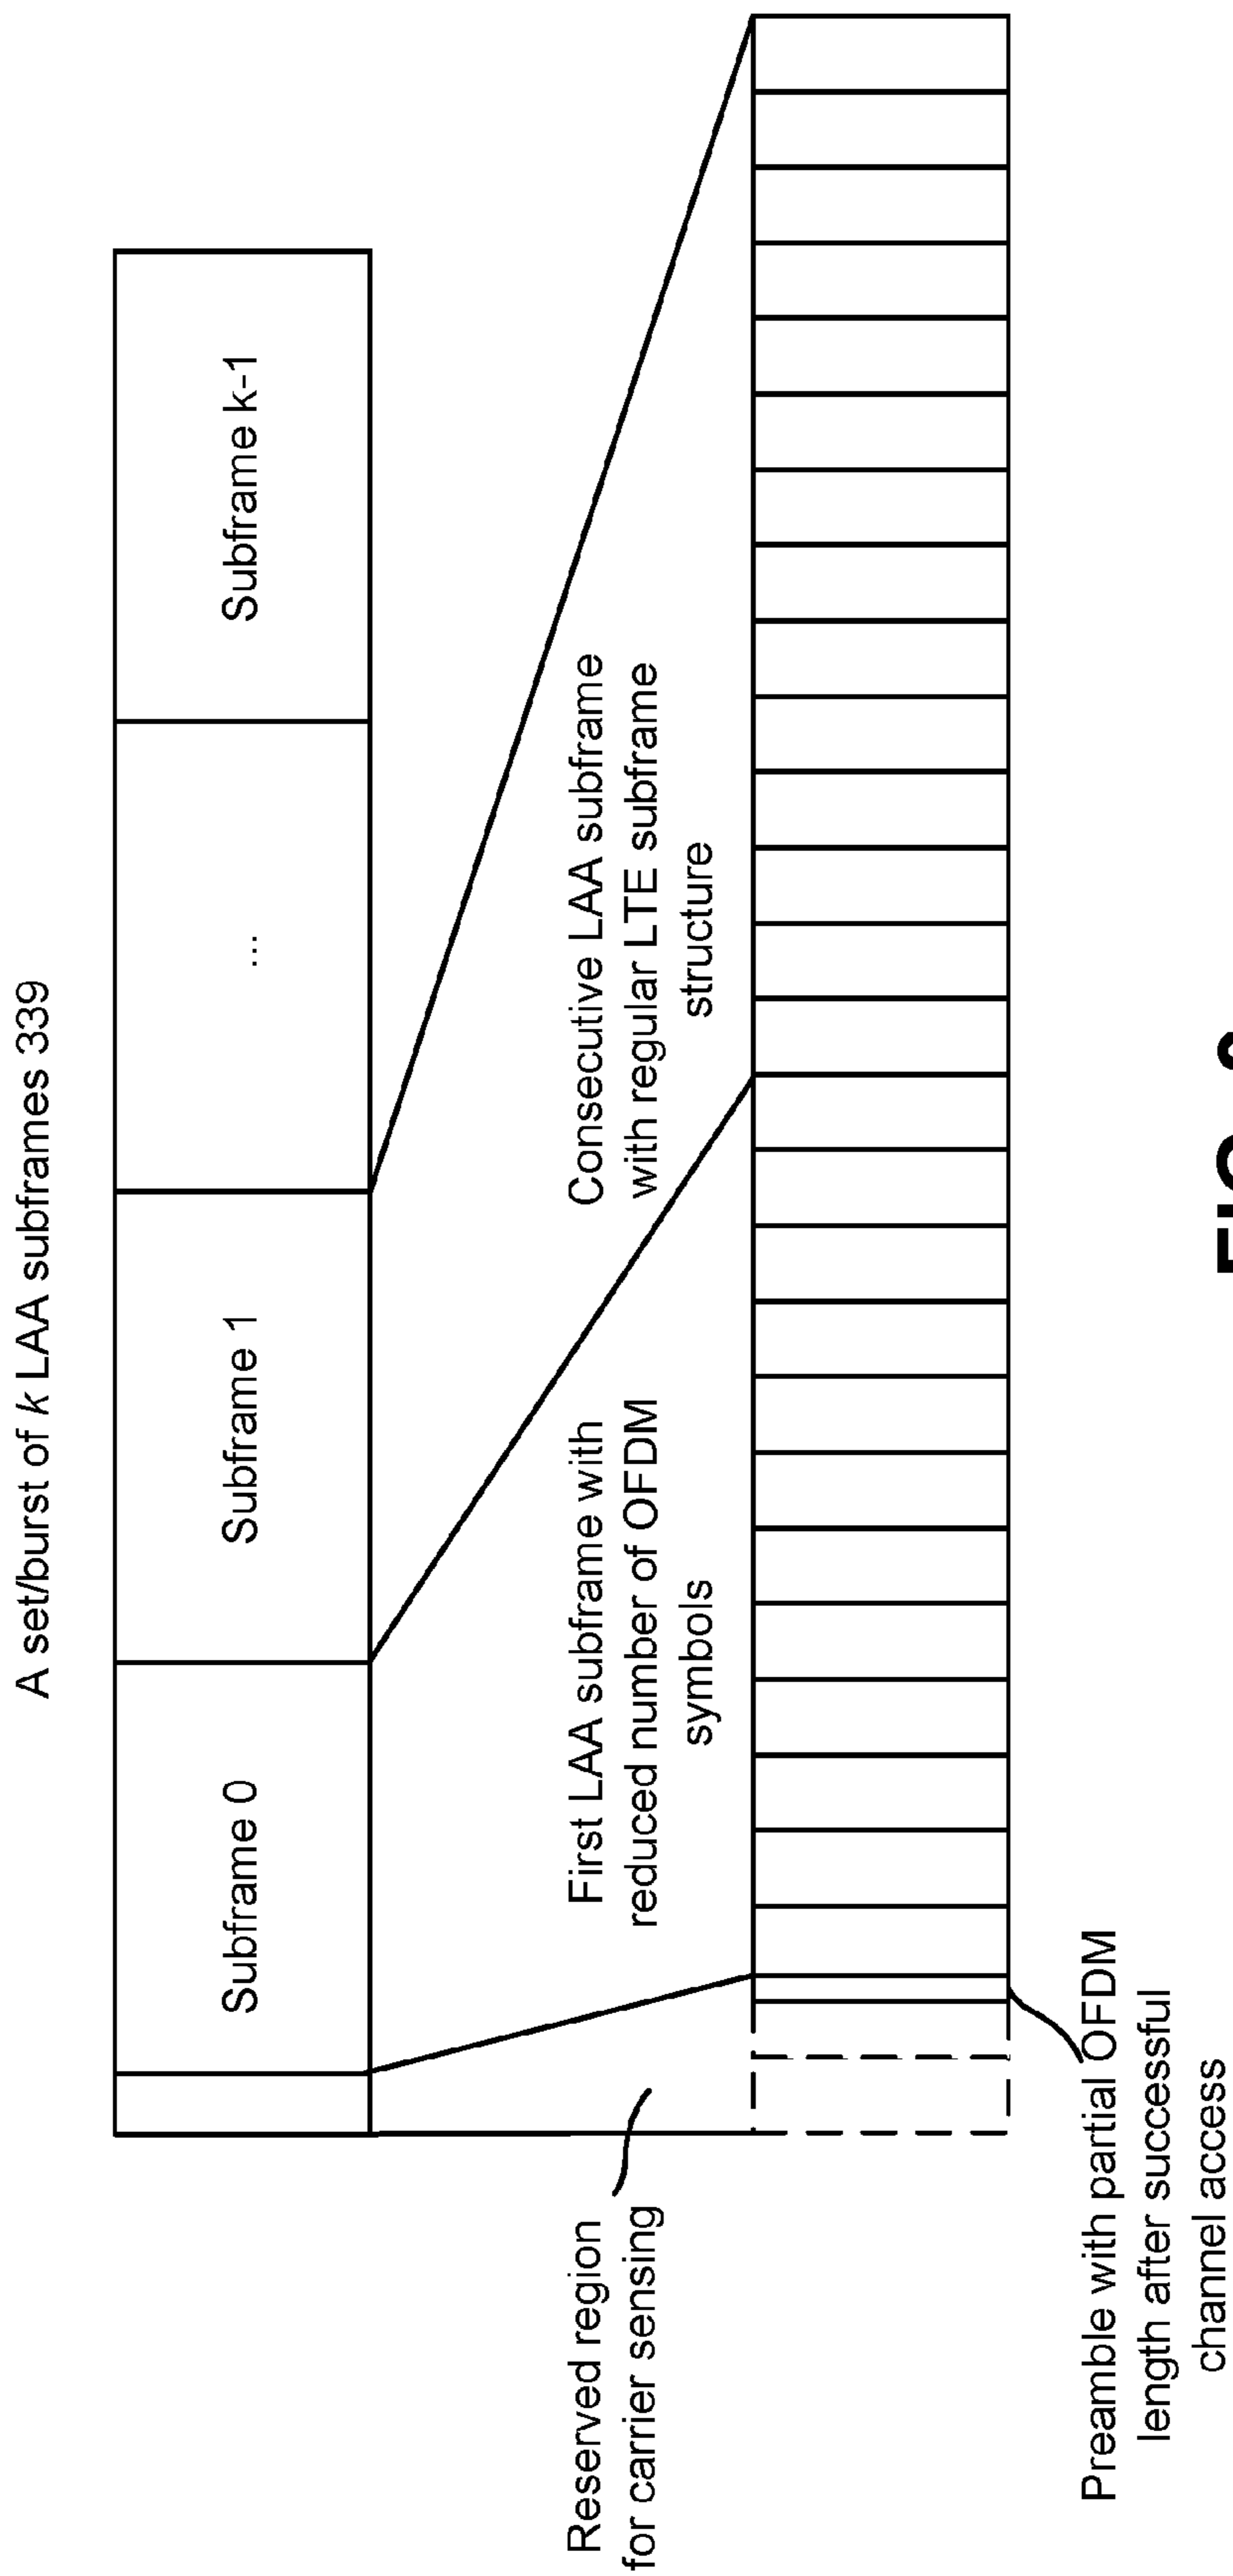 A set/burst of k LAA subframes 339
Subframe 0
Subframe 1
...
Subframe k-1
Reserved region
for carrier sensing
First LAA subframe with
reduced number of OFDM
symbols
Consecutive LAA subframe
with regular LTE subframe
structure
Preamble with partial OFDM
length after successful
channel access